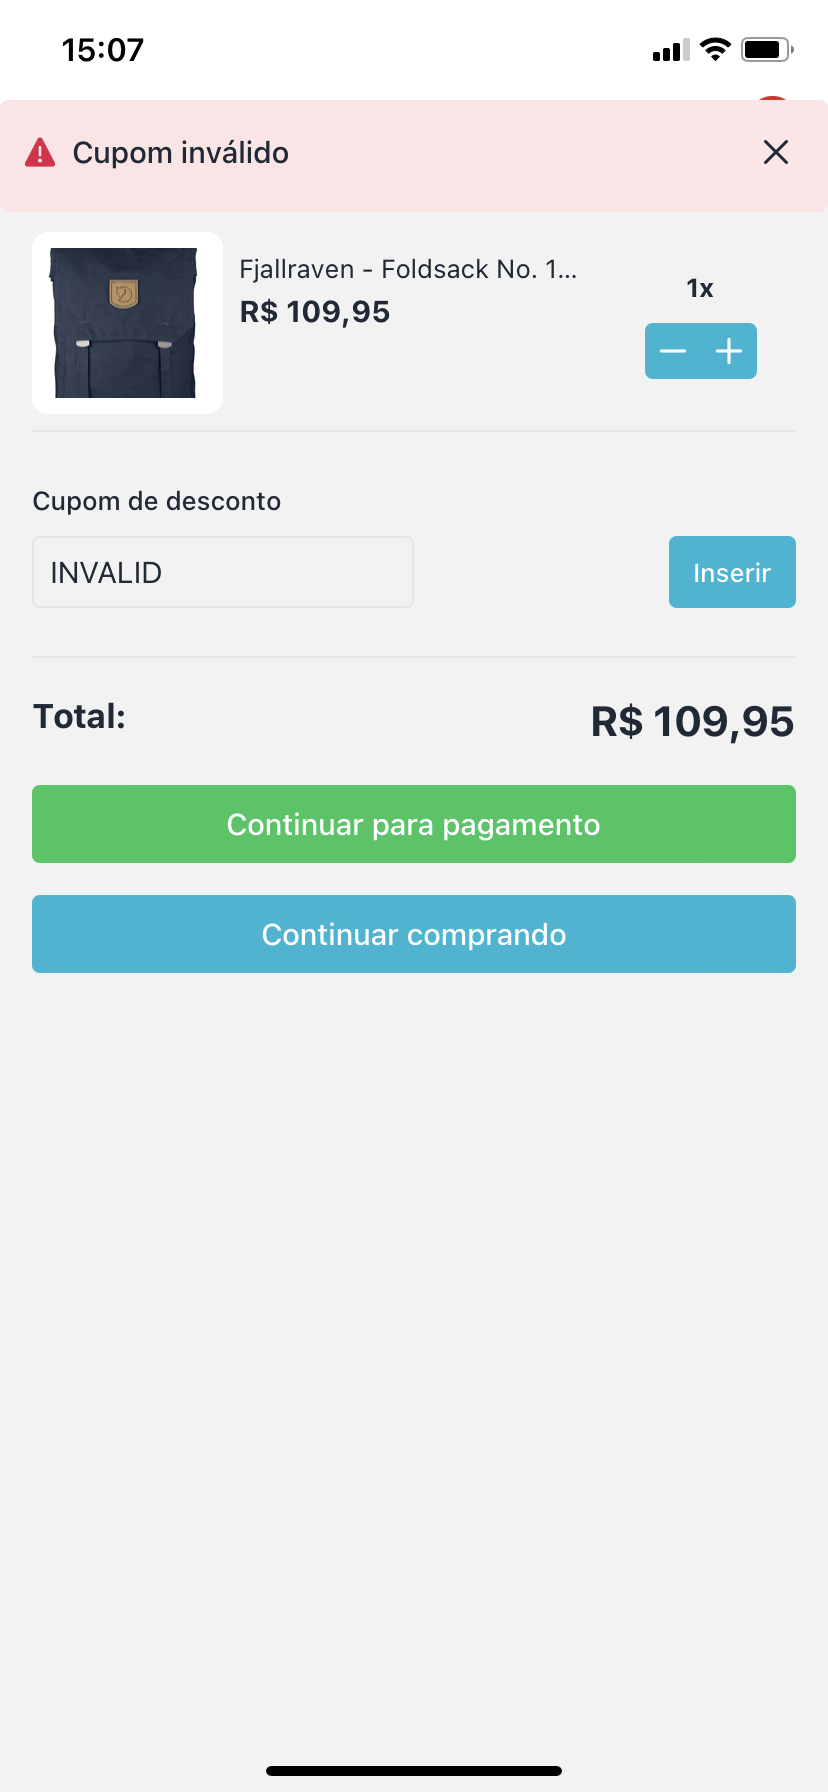 15:07
Cupom inválido
Fjallraven - Foldsack No. 1...
R$ 109,95
1x
Cupom de desconto
INVALID
Inserir
Total:
R$ 109,95
Continuar para pagamento
Continuar comprando